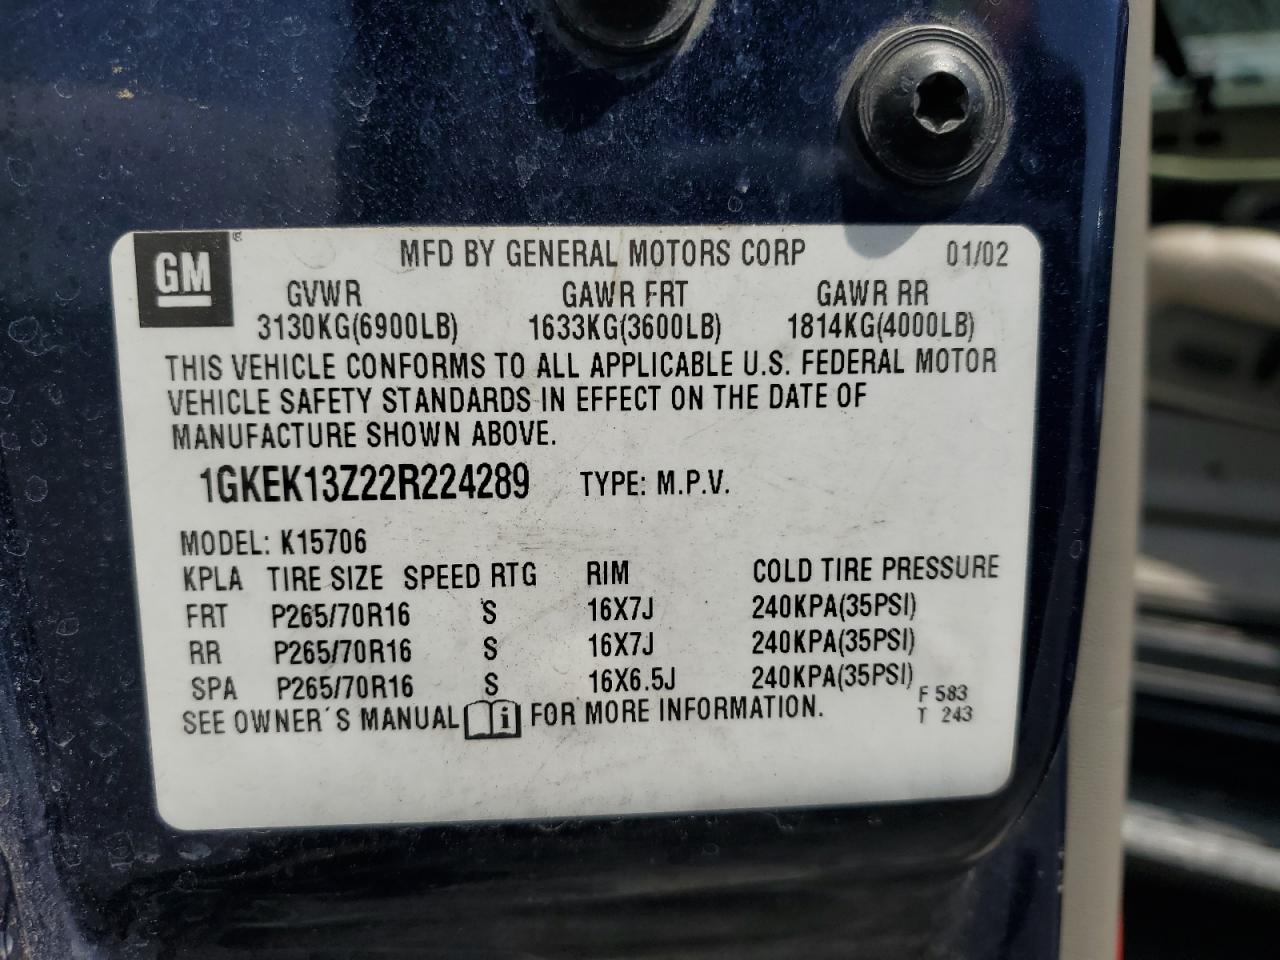 GM®
MFD BY GENERAL MOTORS CORP 01/02
GVWR GAWR FRT GAWR RR
3130KG(6900LB) 1633KG(3600LB) 1814KG(4000LB)
THIS VEHICLE CONFORMS TO ALL APPLICABLE U.S. FEDERAL MOTOR
VEHICLE SAFETY STANDARDS IN EFFECT ON THE DATE OF
MANUFACTURE SHOWN ABOVE.
1GKEK13Z22R224289 TYPE: M.P.V.
MODEL: K15706
KPLA TIRE SIZE SPEED RTG RIM COLD TIRE PRESSURE
FRT P265/70R16 S 16X7J 240KPA(35PSI)
RR P265/70R16 S 16X7J 240KPA(35PSI)
SPA P265/70R16 S 16X6.5J 240KPA(35PSI)
SEE OWNER´S MANUAL i FOR MORE INFORMATION.
F 583
T 243